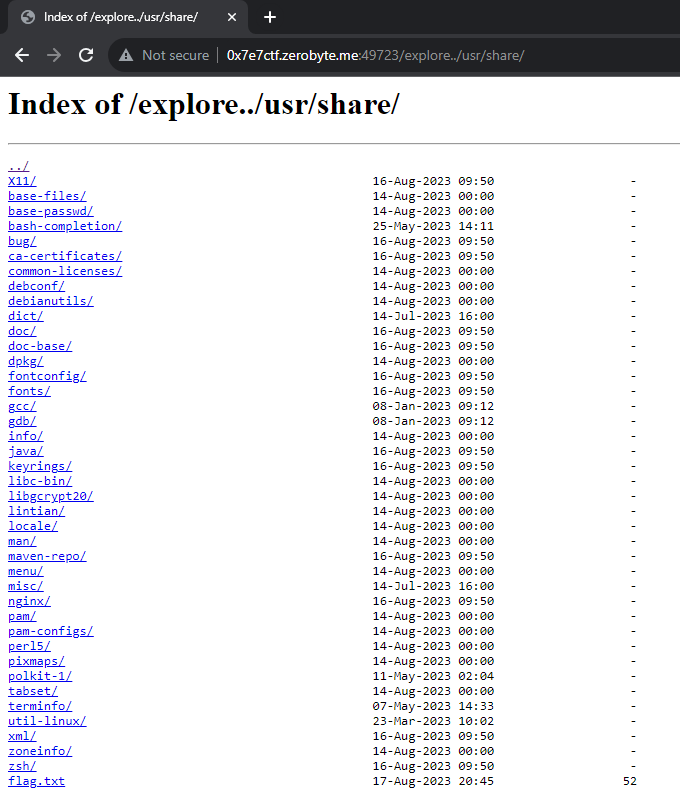 Index of /explore../usr/share/
Not secure 0x7e7ctf.zerobyte.me:49723/explore../usr/share/
Index of /explore../usr/share/
../
X11/ 16-Aug-2023 09:50 -
base-files/ 14-Aug-2023 00:00 -
base-passwd/ 14-Aug-2023 00:00 -
bash-completion/ 25-May-2023 14:11 -
bug/ 16-Aug-2023 09:50 -
ca-certificates/ 16-Aug-2023 09:50 -
common-licenses/ 14-Aug-2023 00:00 -
debconf/ 14-Aug-2023 00:00 -
debianutils/ 14-Aug-2023 00:00 -
dict/ 14-Jul-2023 16:00 -
doc/ 16-Aug-2023 09:50 -
doc-base/ 16-Aug-2023 09:50 -
dpkg/ 14-Aug-2023 00:00 -
fontconfig/ 16-Aug-2023 09:50 -
fonts/ 16-Aug-2023 09:50 -
gcc/ 08-Jan-2023 09:12 -
gdb/ 08-Jan-2023 09:12 -
info/ 14-Aug-2023 00:00 -
java/ 16-Aug-2023 09:50 -
keyrings/ 16-Aug-2023 09:50 -
libc-bin/ 14-Aug-2023 00:00 -
libgcrypt20/ 14-Aug-2023 00:00 -
lintian/ 14-Aug-2023 00:00 -
locale/ 14-Aug-2023 00:00 -
man/ 14-Aug-2023 00:00 -
maven-repo/ 16-Aug-2023 09:50 -
menu/ 14-Aug-2023 00:00 -
misc/ 14-Jul-2023 16:00 -
nginx/ 16-Aug-2023 09:50 -
pam/ 14-Aug-2023 00:00 -
pam-configs/ 14-Aug-2023 00:00 -
perl5/ 14-Aug-2023 00:00 -
pixmaps/ 14-Aug-2023 00:00 -
polkit-1/ 11-May-2023 02:04 -
tabset/ 14-Aug-2023 00:00 -
terminfo/ 07-May-2023 14:33 -
util-linux/ 23-Mar-2023 10:02 -
xml/ 16-Aug-2023 09:50 -
zoneinfo/ 14-Aug-2023 00:00 -
zsh/ 16-Aug-2023 09:50 -
flag.txt 17-Aug-2023 20:45 52